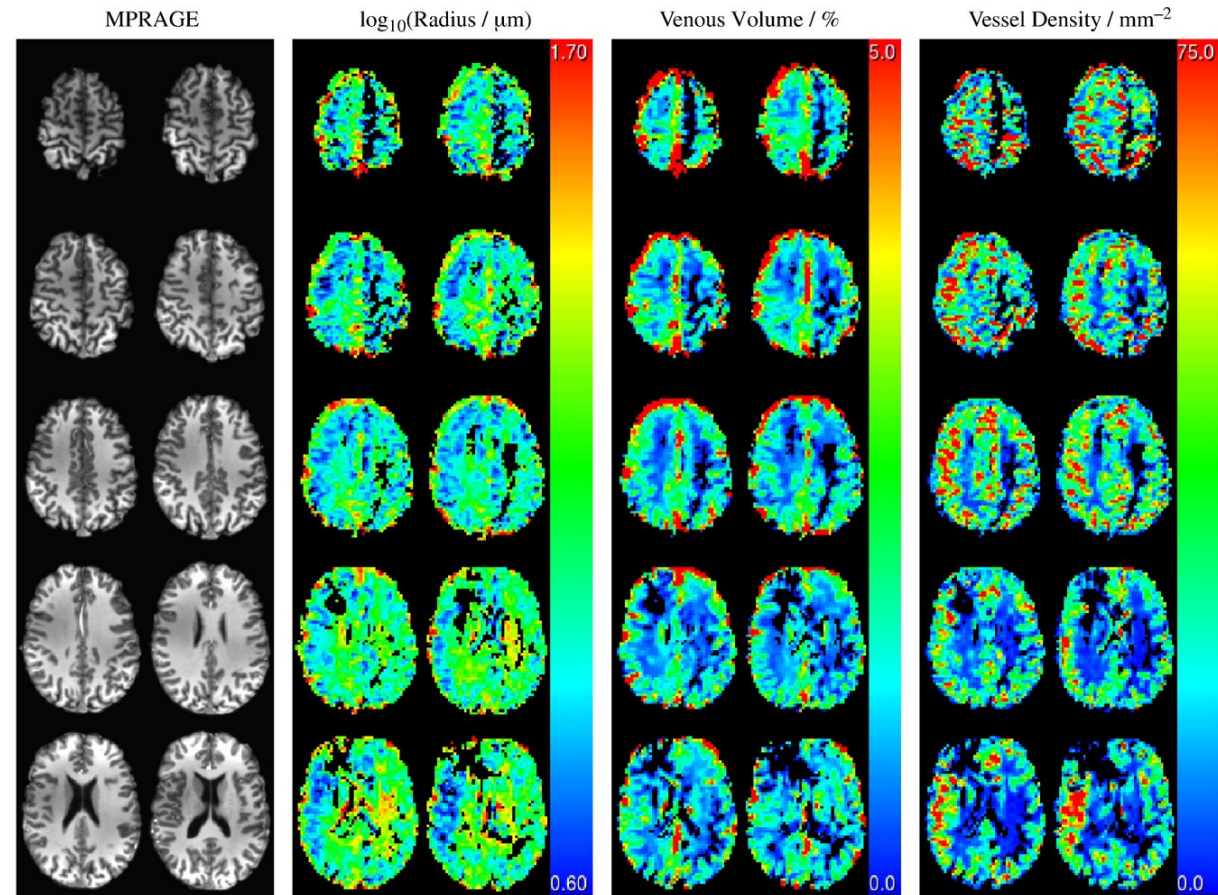 MPRAGE
log₁₀(Radius / μm)
Venous Volume / %
Vessel Density / mm⁻²
1.70
5.0
75.0
0.60
0.0
0.0